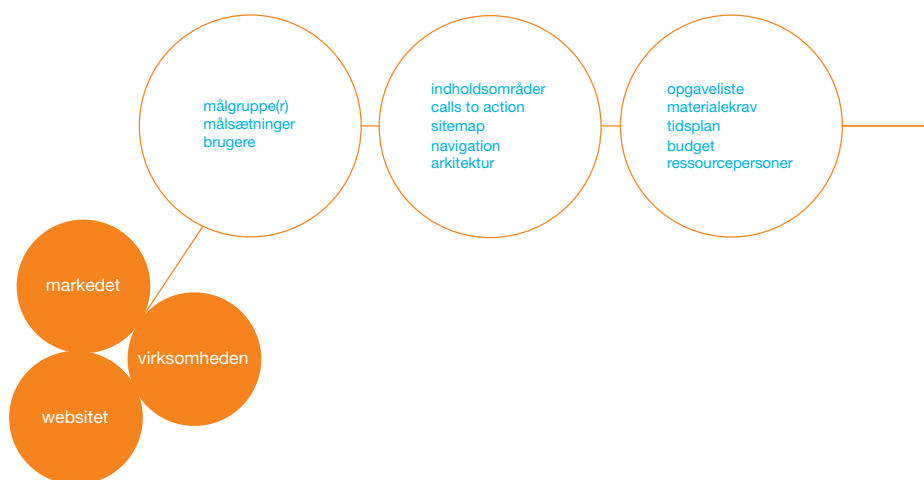 målgruppe(r)
målsætninger
brugere
indholdsområder
calls to action
sitemap
navigation
arkitektur
opgaveliste
materialekrav
tidsplan
budget
ressourcepersoner
markedet
virksomheden
websitet